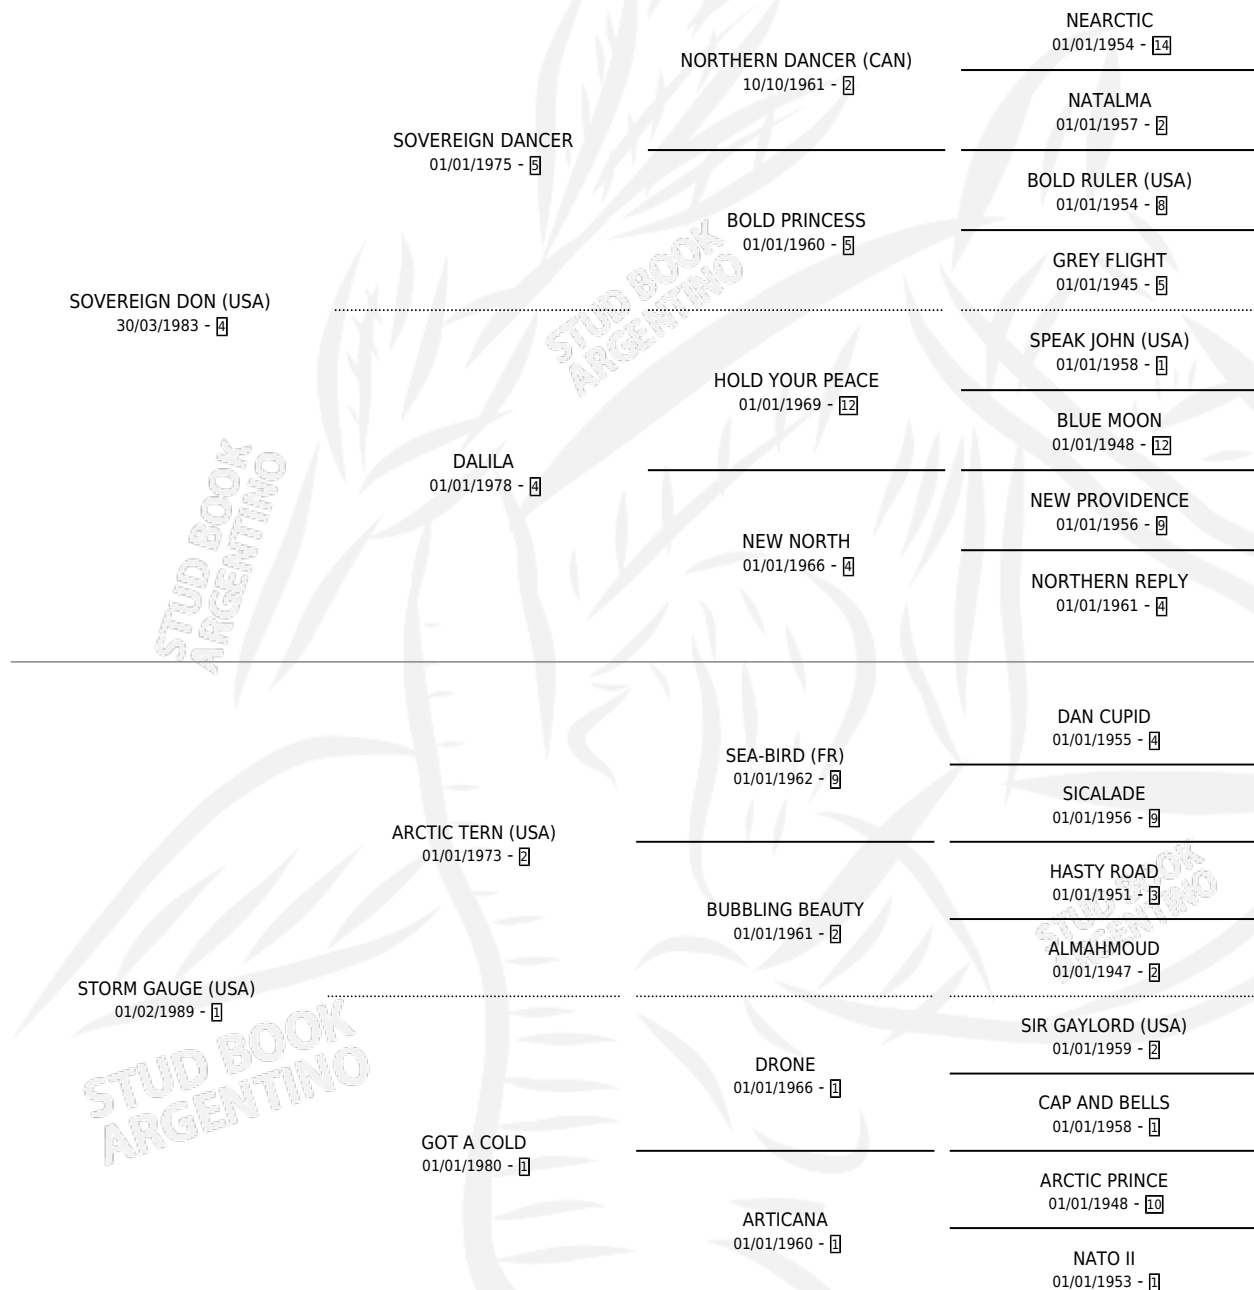 NEARCTIC
01/01/1954 - 14
NORTHERN DANCER (CAN)
10/10/1961 - 2
NATALMA
01/01/1957 - 2
SOVEREIGN DANCER
01/01/1975 - 5
BOLD RULER (USA)
01/01/1954 - 8
BOLD PRINCESS
01/01/1960 - 5
GREY FLIGHT
01/01/1945 - 5
STUD BOOK
ARGENTINO
SOVEREIGN DON (USA)
30/03/1983 - 4
SPEAK JOHN (USA)
01/01/1958 - 1
HOLD YOUR PEACE
01/01/1969 - 12
BLUE MOON
01/01/1948 - 12
DALILA
01/01/1978 - 4
NEW PROVIDENCE
01/01/1956 - 9
NEW NORTH
01/01/1966 - 4
NORTHERN REPLY
01/01/1961 - 4
STUD BOOK
ARGENTINO
DAN CUPID
01/01/1955 - 4
SEA-BIRD (FR)
01/01/1962 - 9
SICALADE
01/01/1956 - 9
ARCTIC TERN (USA)
01/01/1973 - 2
HASTY ROAD
01/01/1951 - 3
BUBBLING BEAUTY
01/01/1961 - 2
ALMAHMOUD
01/01/1947 - 2
STUD BOOK
ARGENTINO
STORM GAUGE (USA)
01/02/1989 - 1
SIR GAYLORD (USA)
01/01/1959 - 2
DRONE
01/01/1966 - 1
CAP AND BELLS
01/01/1958 - 1
STUD BOOK
ARGENTINO
GOT A COLD
01/01/1980 - 1
ARCTIC PRINCE
01/01/1948 - 10
ARTICANA
01/01/1960 - 1
NATO II
01/01/1953 - 1